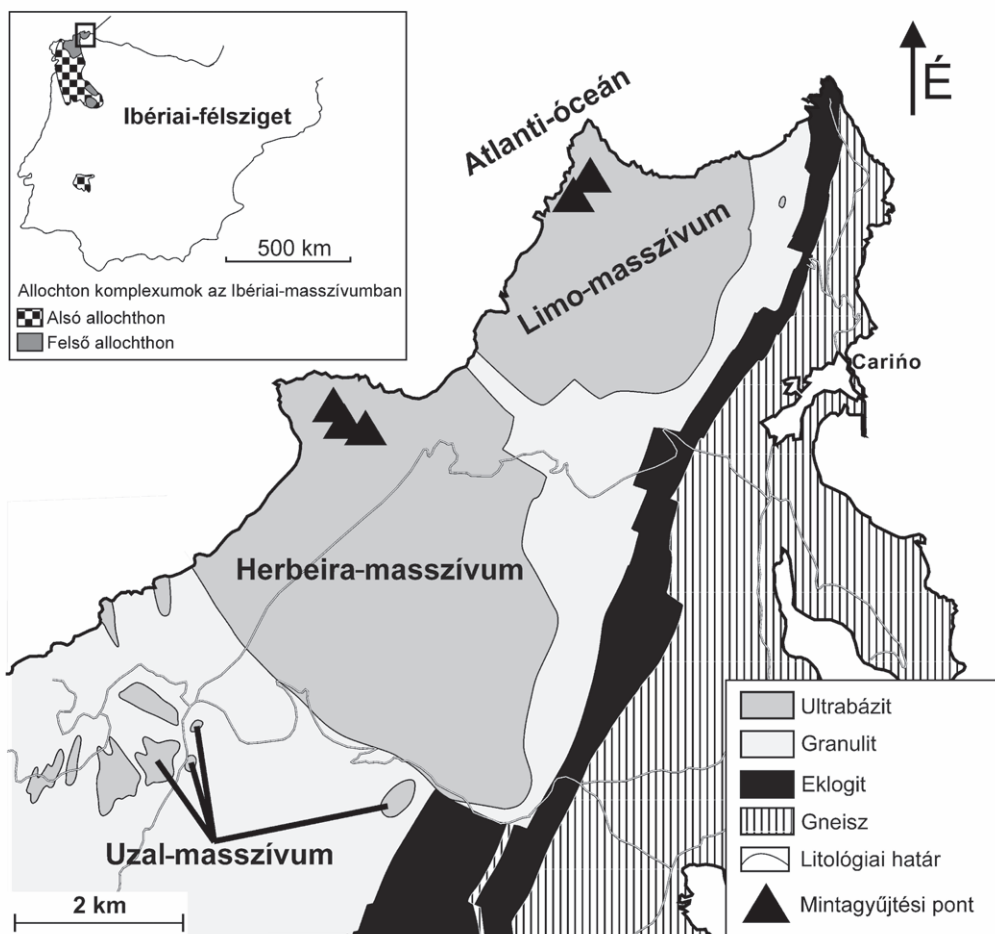 Ibériai-félsziget
500 km
Allochton komplexumok az Ibériai-masszívumban
Alsó allochthon
Felső allochthon
Atlanti-óceán
É
Limo-masszívum
Carińo
Herbeira-masszívum
Uzal-masszívum
2 km
Ultrabázit
Granulit
Eklogit
Gneisz
Litológiai határ
Mintagyűjtési pont